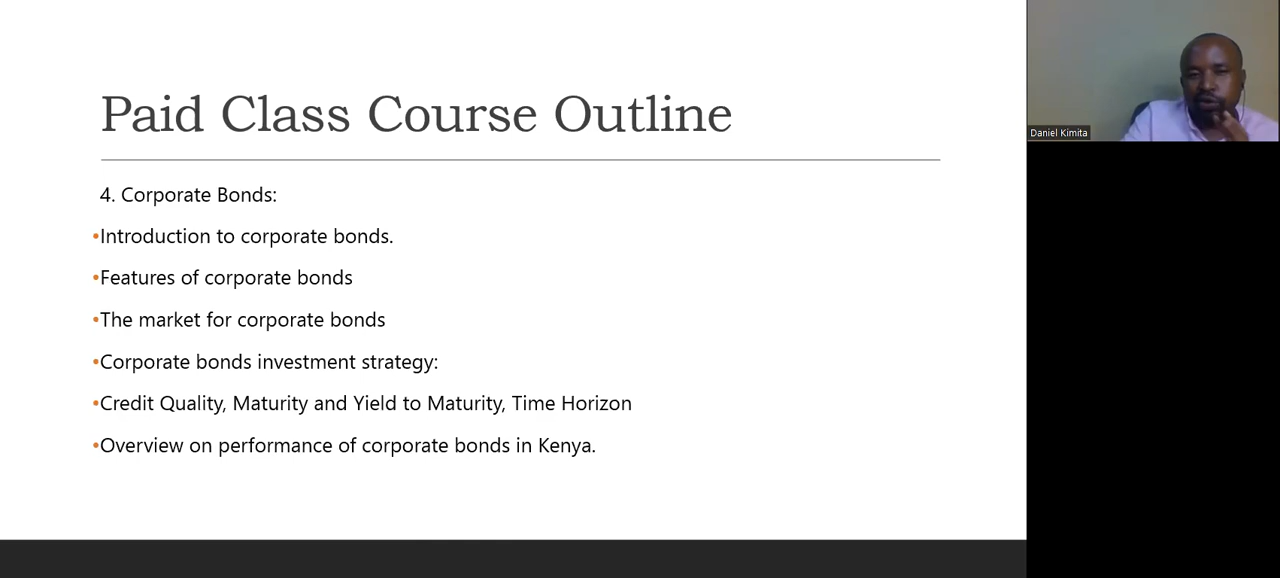 Paid Class Course Outline
4. Corporate Bonds:
•Introduction to corporate bonds.
•Features of corporate bonds
•The market for corporate bonds
•Corporate bonds investment strategy:
•Credit Quality, Maturity and Yield to Maturity, Time Horizon
•Overview on performance of corporate bonds in Kenya.
Daniel Kimita